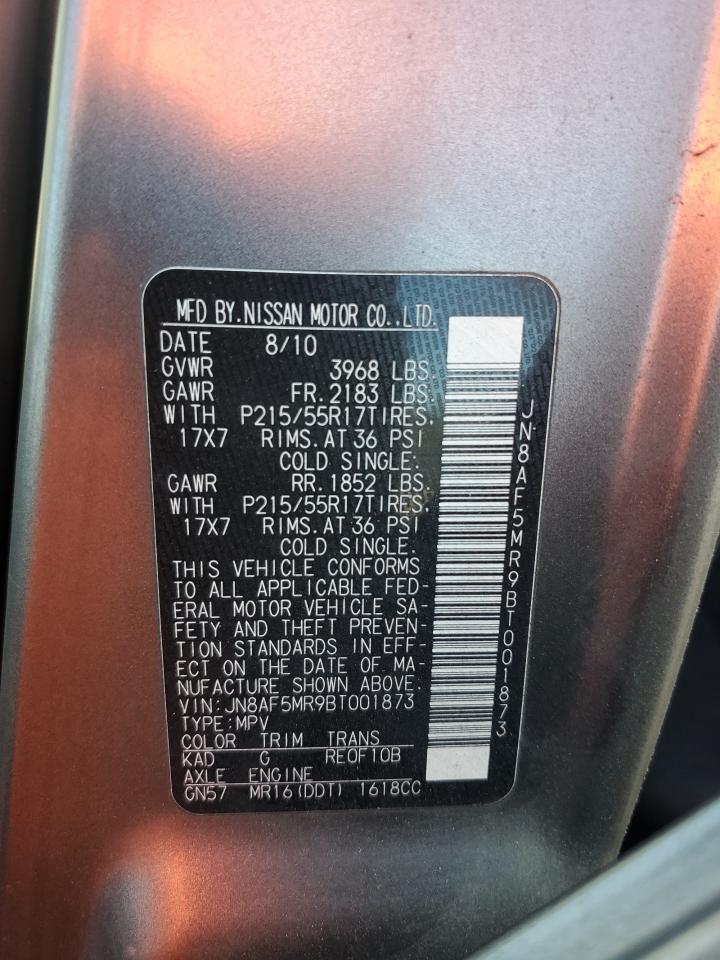 MFD BY.NISSAN MOTOR CO.,LTD.
DATE 8/10
GVWR 3968 LBS.
GAWR FR. 2183 LBS.
WITH P215/55R17TIRES.
17X7 RIMS. AT 36 PSI
COLD SINGLE.
GAWR RR. 1852 LBS.
WITH P215/55R17TIRES.
17X7 RIMS. AT 36 PSI
COLD SINGLE.
THIS VEHICLE CONFORMS
TO ALL APPLICABLE FED-
ERAL MOTOR VEHICLE SA-
FETY AND THEFT PREVEN-
TION STANDARDS IN EFF-
ECT ON THE DATE OF MA-
NUFACTURE SHOWN ABOVE.
VIN:JN8AF5MR9BT001873
TYPE:MPV
COLOR TRIM TRANS
KAD G RE0F10B
AXLE ENGINE
GN57 MR16(DDT) 1618CC
JN8AF5MR9BT001873